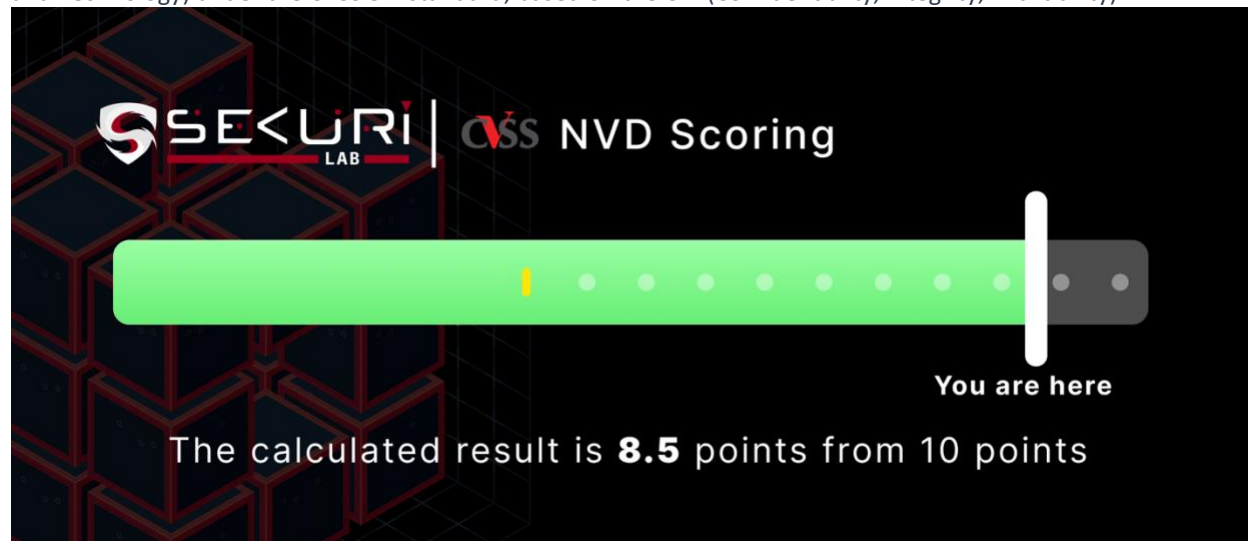 SEKURI
LAB
CVSS NVD Scoring
You are here
The calculated result is 8.5 points from 10 points